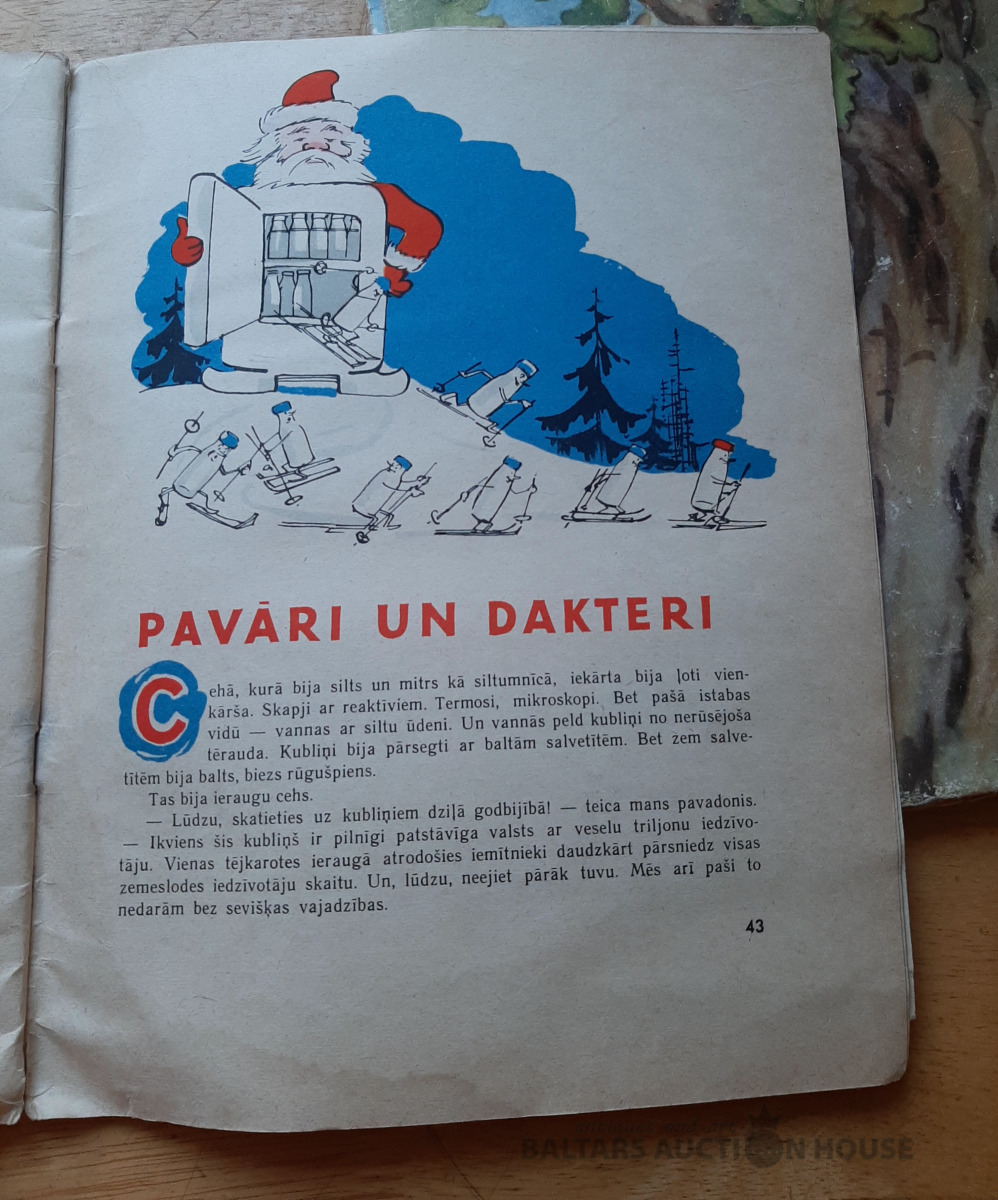 PAVĀRI UN DAKTERI
Cehā, kurā bija silts un mitrs kā siltumnīcā, iekārta bija ļoti vien-
kārša. Skapji ar reaktīviem. Termosi, mikroskopi. Bet pašā istabas
vidū — vannas ar siltu ūdeni. Un vannās peld kubliņi no nerūsējoša
tērauda. Kubliņi bija pārsegti ar baltām salvetītēm. Bet zem salve-
tītēm bija balts, biezs rūgušpiens.
Tas bija ieraugu cehs.
— Lūdzu, skatieties uz kubliņiem dziļā godbijībā! — teica mans pavadonis.
— Ikviens šis kubliņš ir pilnīgi patstāvīga valsts ar veselu triljonu iedzīvo-
tāju. Vienas tējkarotes ieraugā atrodošies iemītnieki daudzkārt pārsniedz visas
zemeslodes iedzīvotāju skaitu. Un, lūdzu, neejiet pārāk tuvu. Mēs arī paši to
nedarām bez sevišķas vajadzības.
43
BALTARS AUCTION HOUSE